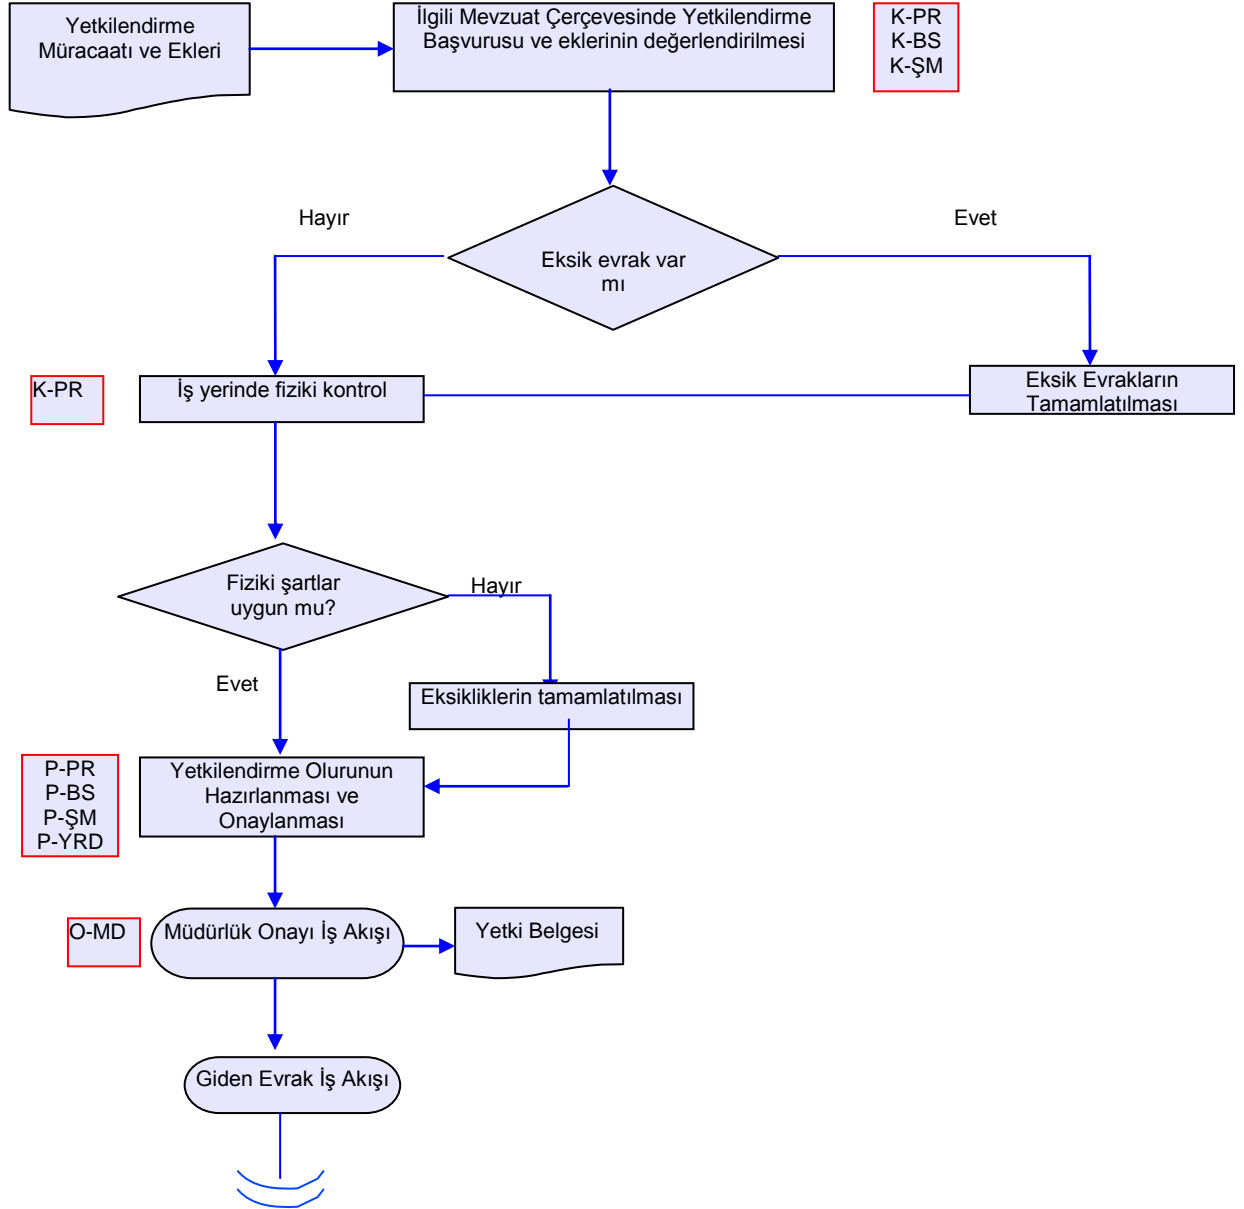 Yetkilendirme
Müracaatı ve Ekleri
İlgili Mevzuat Çerçevesinde Yetkilendirme
Başvurusu ve eklerinin değerlendirilmesi
K-PR
K-BS
K-ŞM
Hayır
Evet
Eksik evrak var
mı
K-PR
İş yerinde fiziki kontrol
Eksik Evrakların
Tamamlatılması
Fiziki şartlar
uygun mu?
Hayır
Evet
Eksikliklerin tamamlatılması
P-PR
P-BS
P-ŞM
P-YRD
Yetkilendirme Olurunun
Hazırlanması ve
Onaylanması
O-MD
Müdürlük Onayı İş Akışı
Yetki Belgesi
Giden Evrak İş Akışı